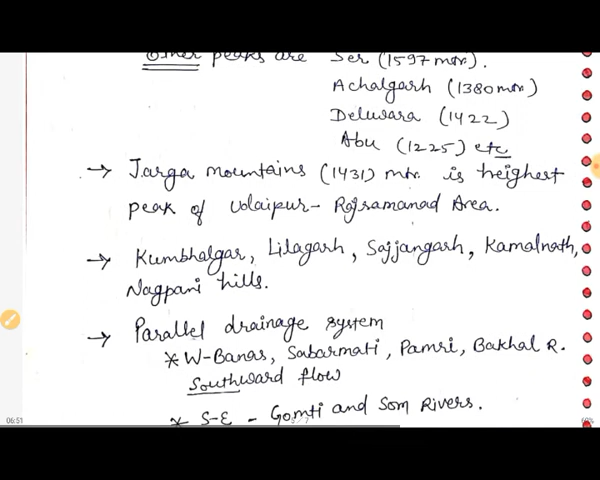 Other peaks are Ser (1597 mtr).
Achalgarh (1380 mtr)
Delwara (1422)
Abu (1225) etc
→ Jarga mountains (1431) mtr. is heighest
peak of Udaipur- Rajsamanad Area.
→ Kumbhalgar, Lilagarh, Sajjangarh, Kamalnath,
Nagpani hills.
→ Parallel drainage system
* W-Banas, Sabarmati, Pamri, Bakhal R.
Southward flow
* S-E - Gomti and Som Rivers.
06:51